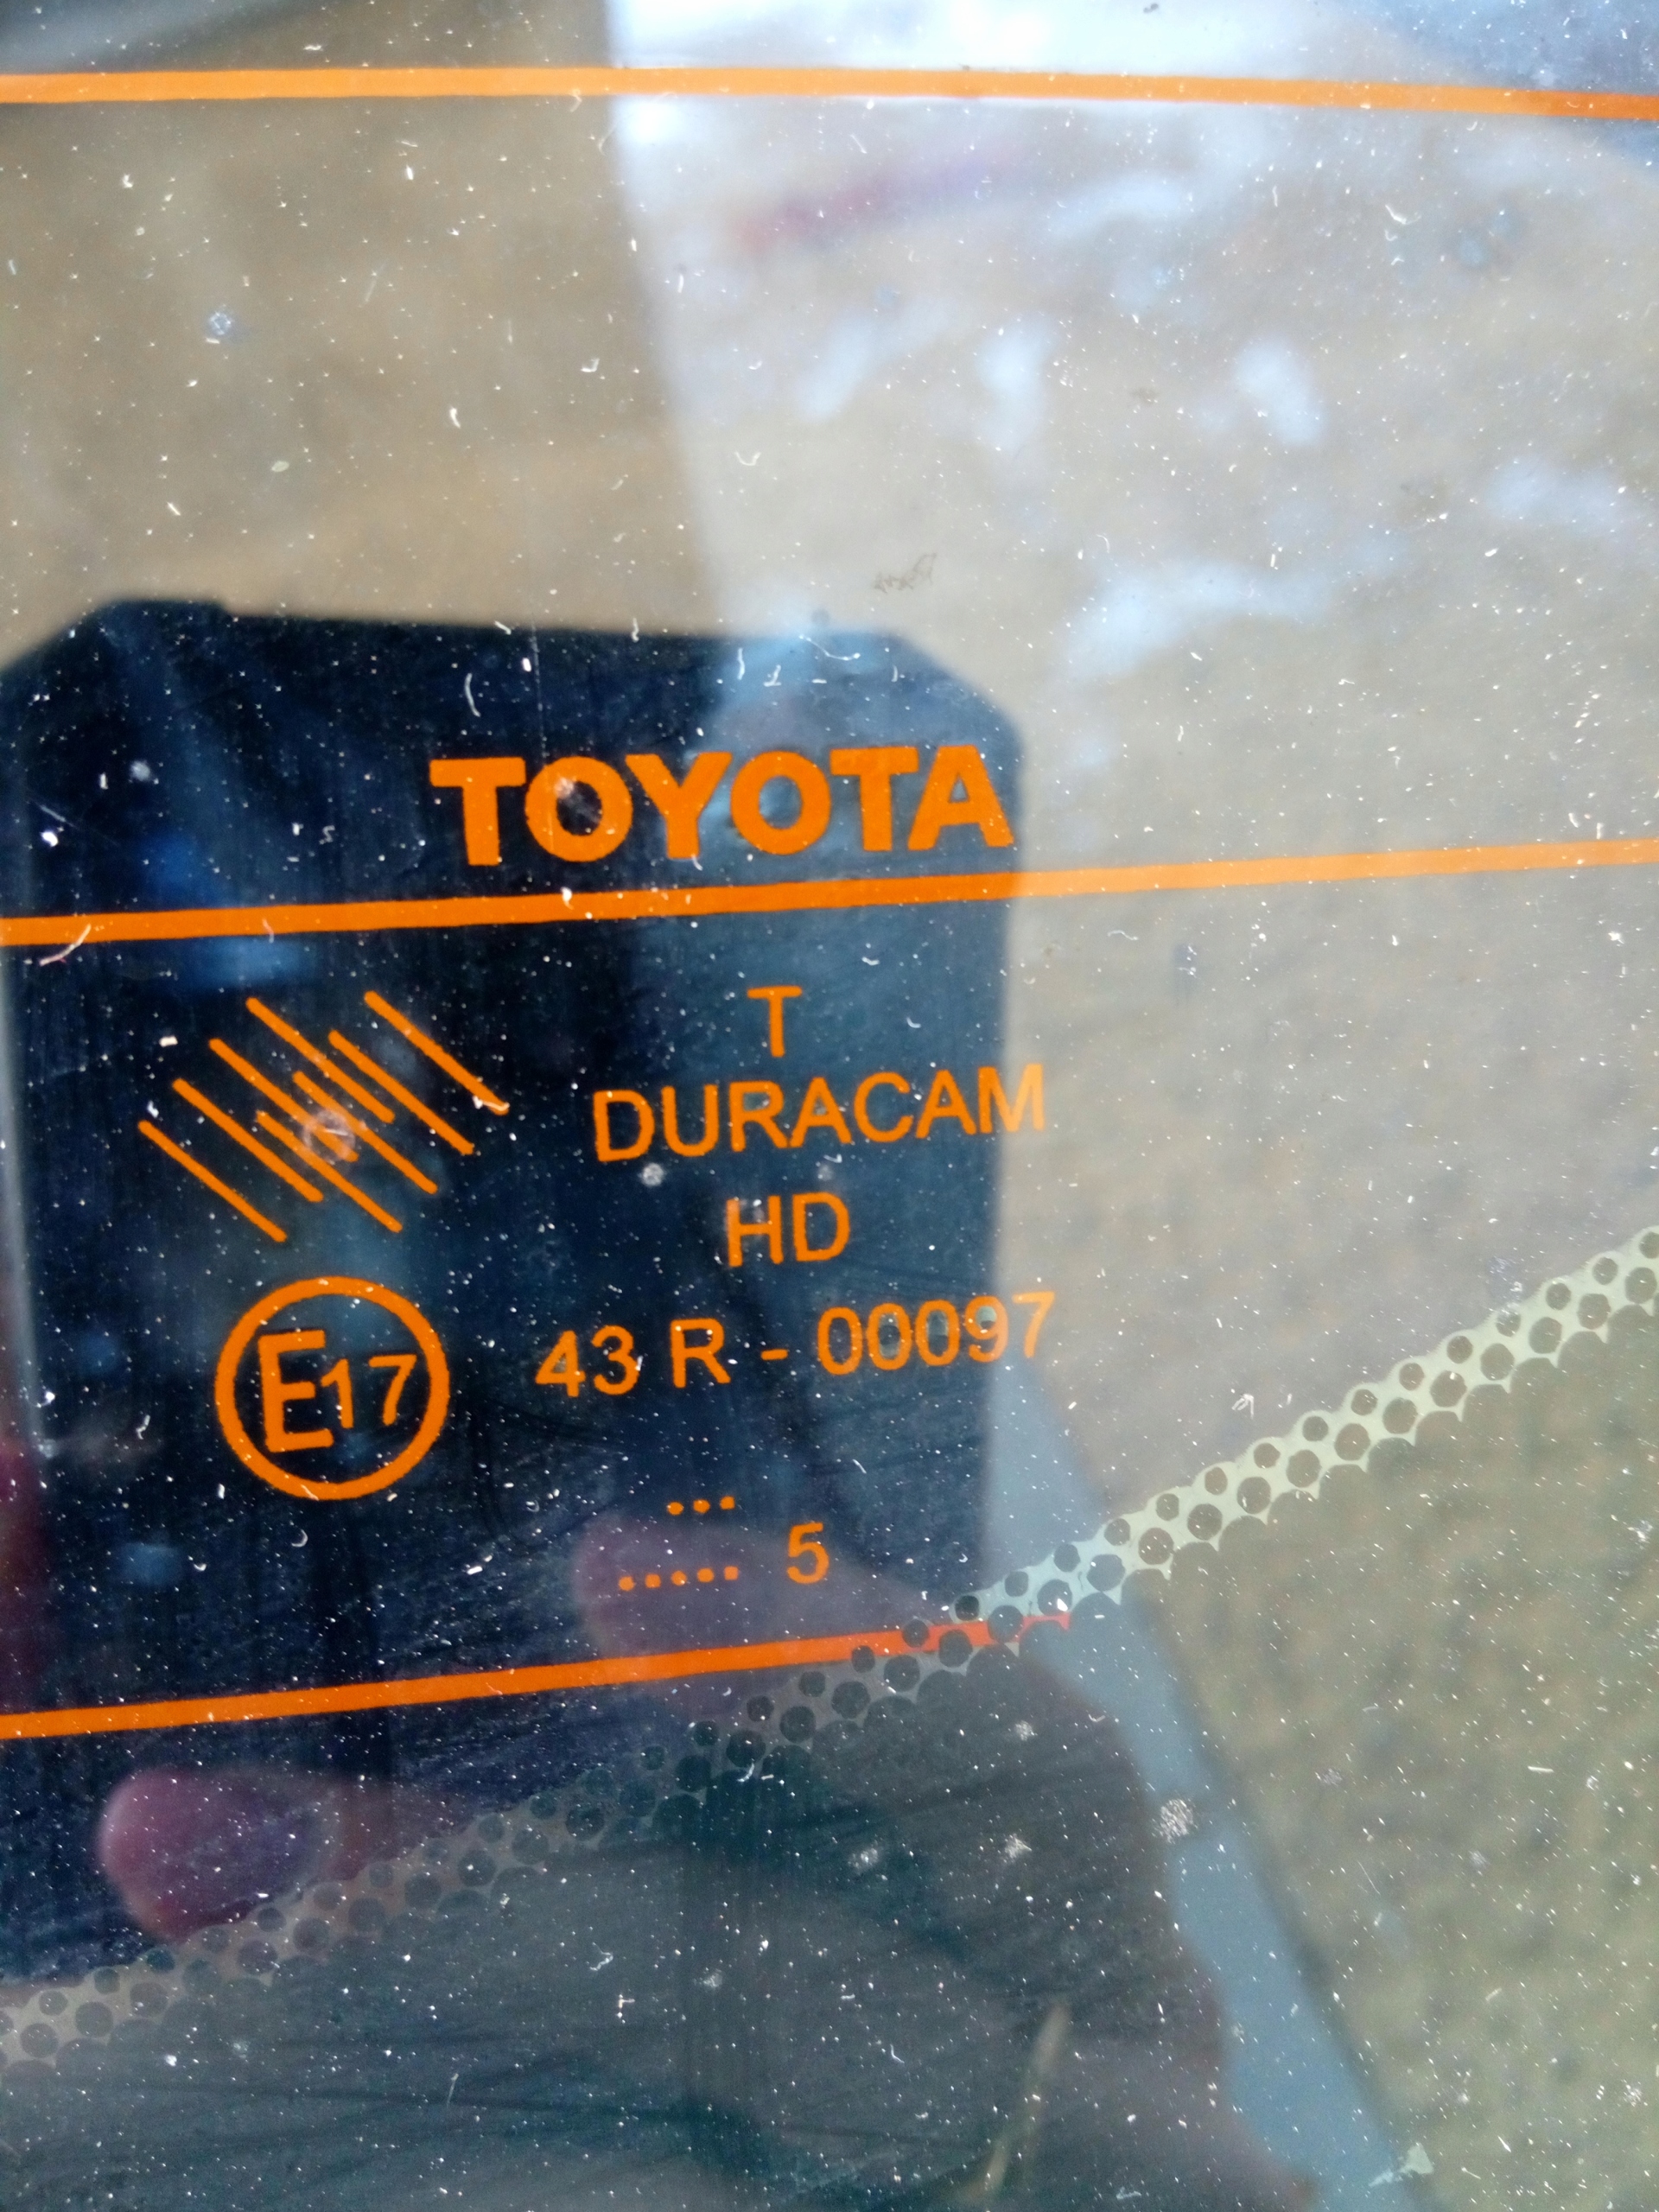 TOYOTA
T
DURACAM
HD
E17 43 R - 00097
...
..... 5